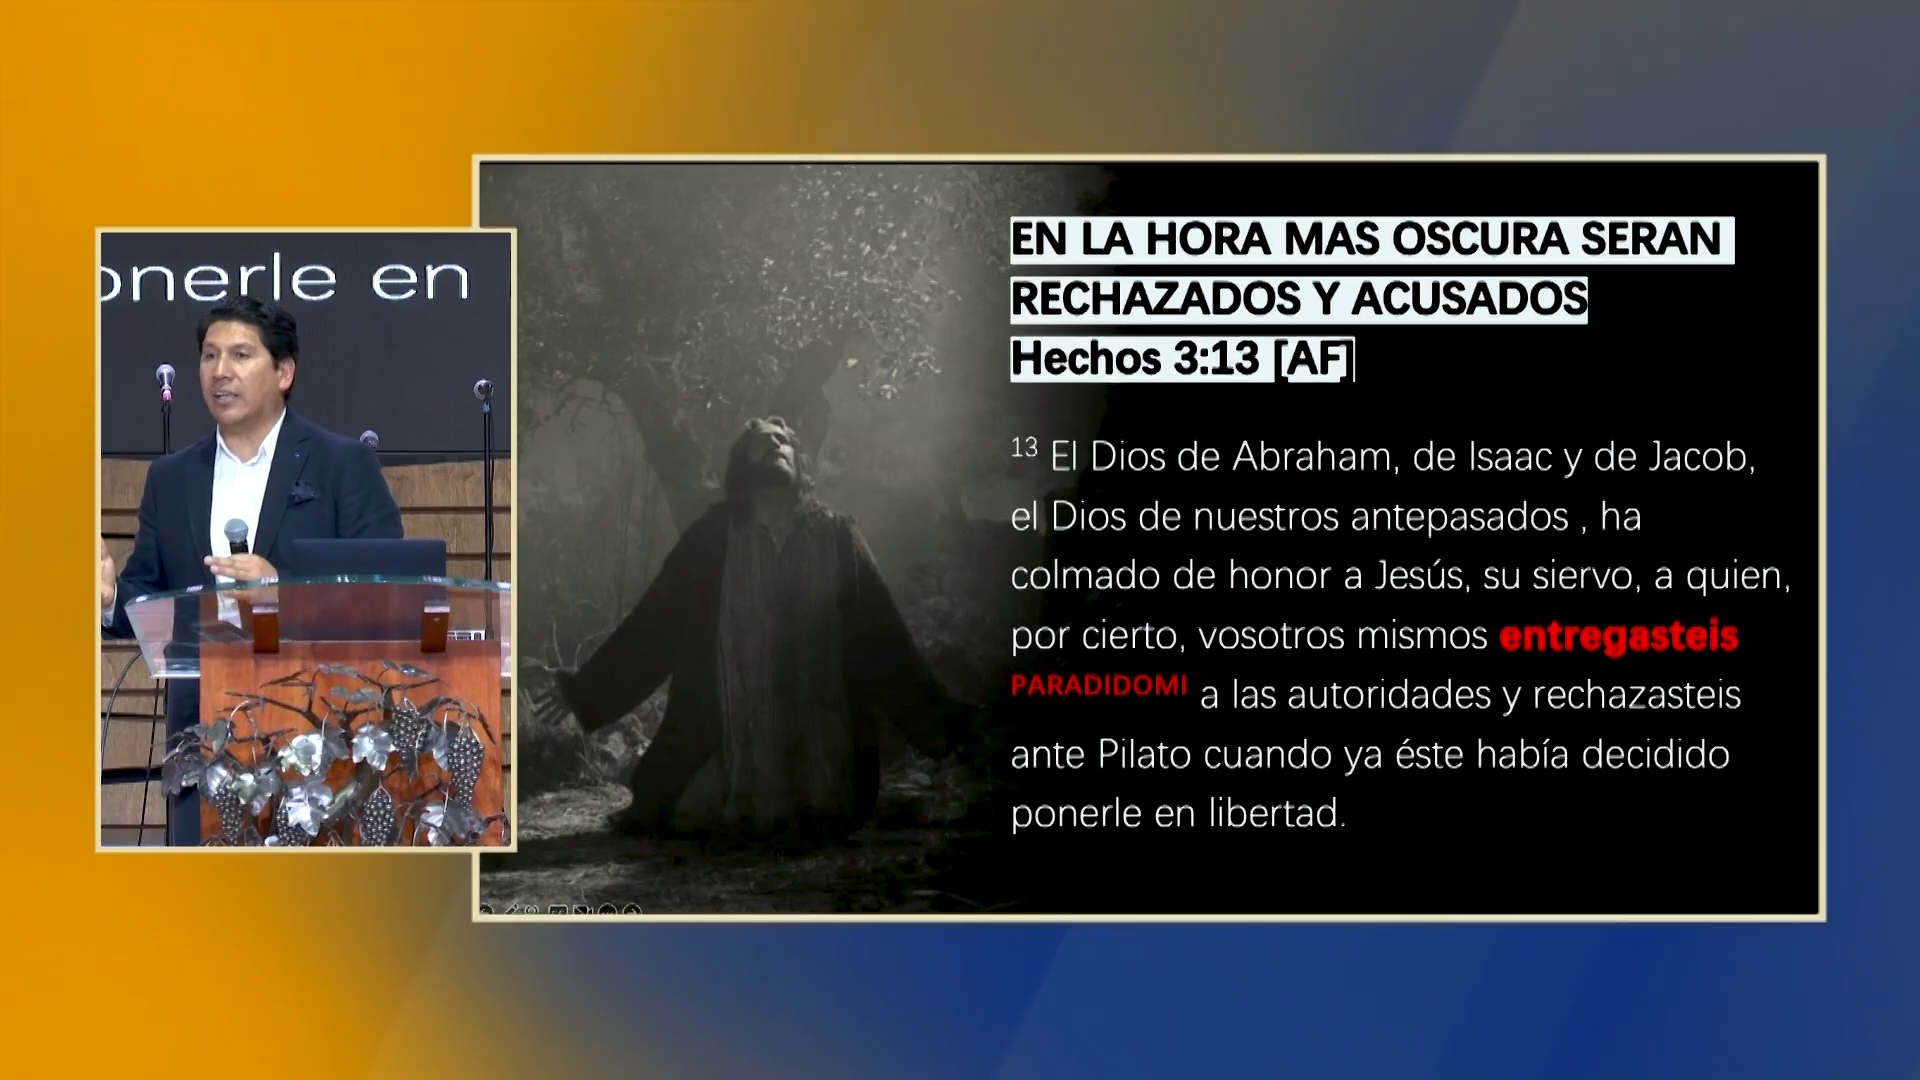 onerle en
EN LA HORA MAS OSCURA SERAN
RECHAZADOS Y ACUSADOS
Hechos 3:13 [AF]
13 El Dios de Abraham, de Isaac y de Jacob,
el Dios de nuestros antepasados , ha
colmado de honor a Jesús, su siervo, a quien,
por cierto, vosotros mismos entregasteis
PARADIDOMI a las autoridades y rechazasteis
ante Pilato cuando ya éste había decidido
ponerle en libertad.